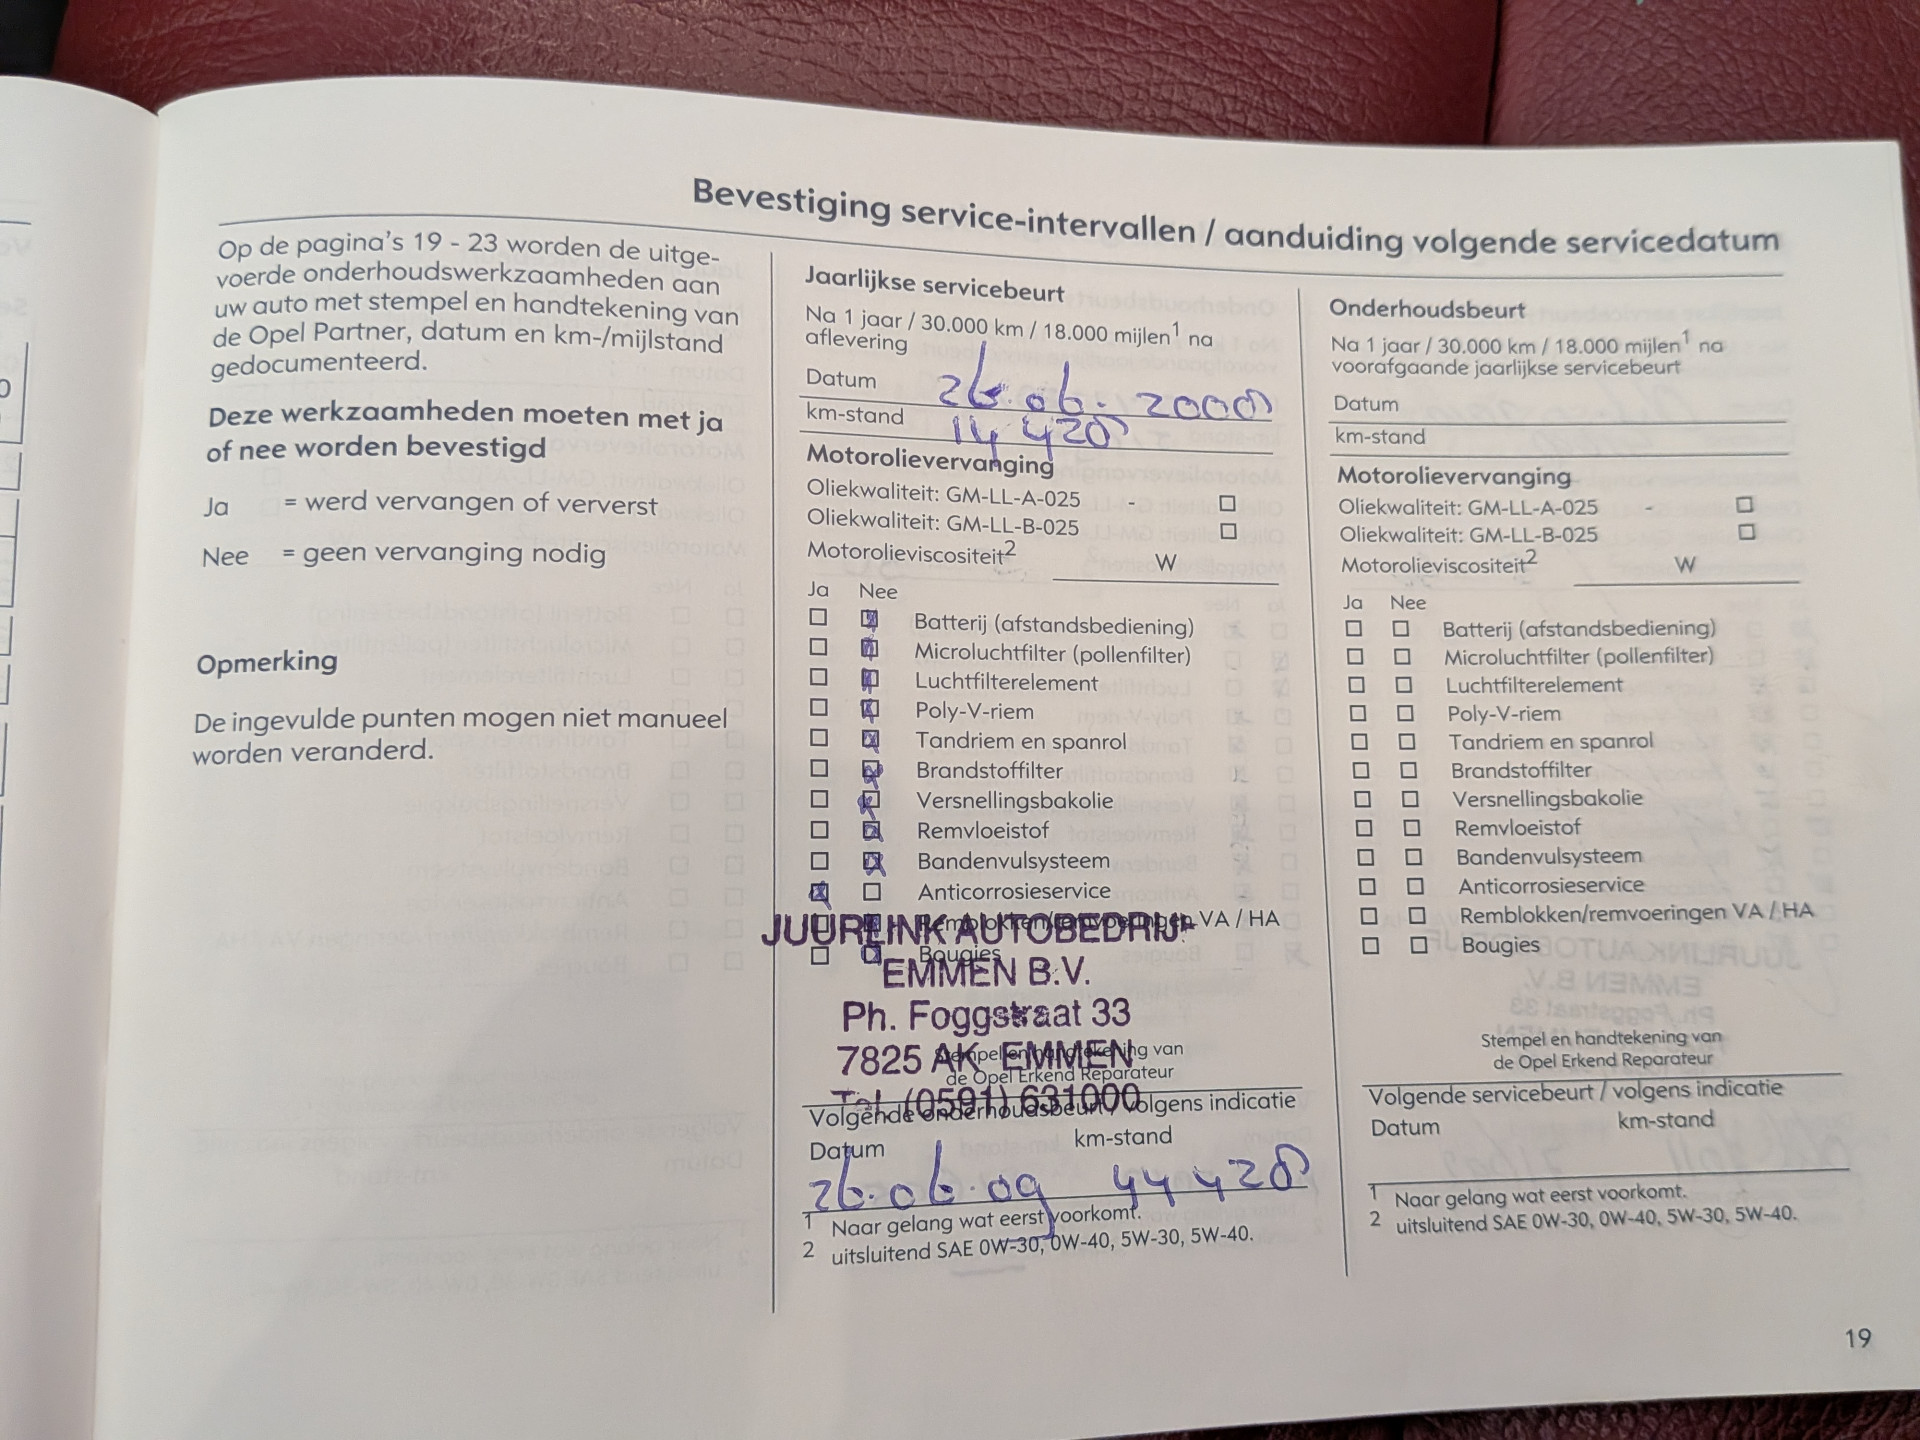 Bevestiging service-intervallen / aanduiding volgende servicedatum
Op de pagina's 19 - 23 worden de uitge-
voerde onderhoudswerkzaamheden aan
uw auto met stempel en handtekening van
de Opel Partner, datum en km-/mijlstand
gedocumenteerd.
Deze werkzaamheden moeten met ja
of nee worden bevestigd
Ja = werd vervangen of ververst
Nee = geen vervanging nodig
Opmerking
De ingevulde punten mogen niet manueel
worden veranderd.
Jaarlijkse servicebeurt
Na 1 jaar / 30.000 km / 18.000 mijlen1 na
aflevering
Datum 26.06.2008
km-stand 14 428
Motorolievervanging
Oliekwaliteit: GM-LL-A-025 - 
Oliekwaliteit: GM-LL-B-025
Motorolieviscositeit2 W
Ja Nee
Batterij (afstandsbediening)
Microluchtfilter (pollenfilter)
Luchtfilterelement
Poly-V-riem
Tandriem en spanrol
Brandstoffilter
Versnellingsbakolie
Remvloeistof
Bandenvulsysteem
Anticorrosieservice
Remblokken/remvoeringen VA / HA
Bougies
JUURLINK AUTOBEDRIJF
EMMEN B.V.
Ph. Foggstraat 33
7825 AK EMMEN
Tel. (0591) 631000
Stempel en handtekening van
de Opel Erkend Reparateur
Volgende onderhoudsbeurt / volgens indicatie
Datum km-stand
26.06.09 44 428
1 Naar gelang wat eerst voorkomt.
2 uitsluitend SAE 0W-30, 0W-40, 5W-30, 5W-40.
Onderhoudsbeurt
Na 1 jaar / 30.000 km / 18.000 mijlen1 na
voorafgaande jaarlijkse servicebeurt
Datum
km-stand
Motorolievervanging
Oliekwaliteit: GM-LL-A-025 -
Oliekwaliteit: GM-LL-B-025
Motorolieviscositeit2 W
Ja Nee
Batterij (afstandsbediening)
Microluchtfilter (pollenfilter)
Luchtfilterelement
Poly-V-riem
Tandriem en spanrol
Brandstoffilter
Versnellingsbakolie
Remvloeistof
Bandenvulsysteem
Anticorrosieservice
Remblokken/remvoeringen VA / HA
Bougies
Stempel en handtekening van
de Opel Erkend Reparateur
Volgende servicebeurt / volgens indicatie
Datum km-stand
1 Naar gelang wat eerst voorkomt.
2 uitsluitend SAE 0W-30, 0W-40, 5W-30, 5W-40.
19